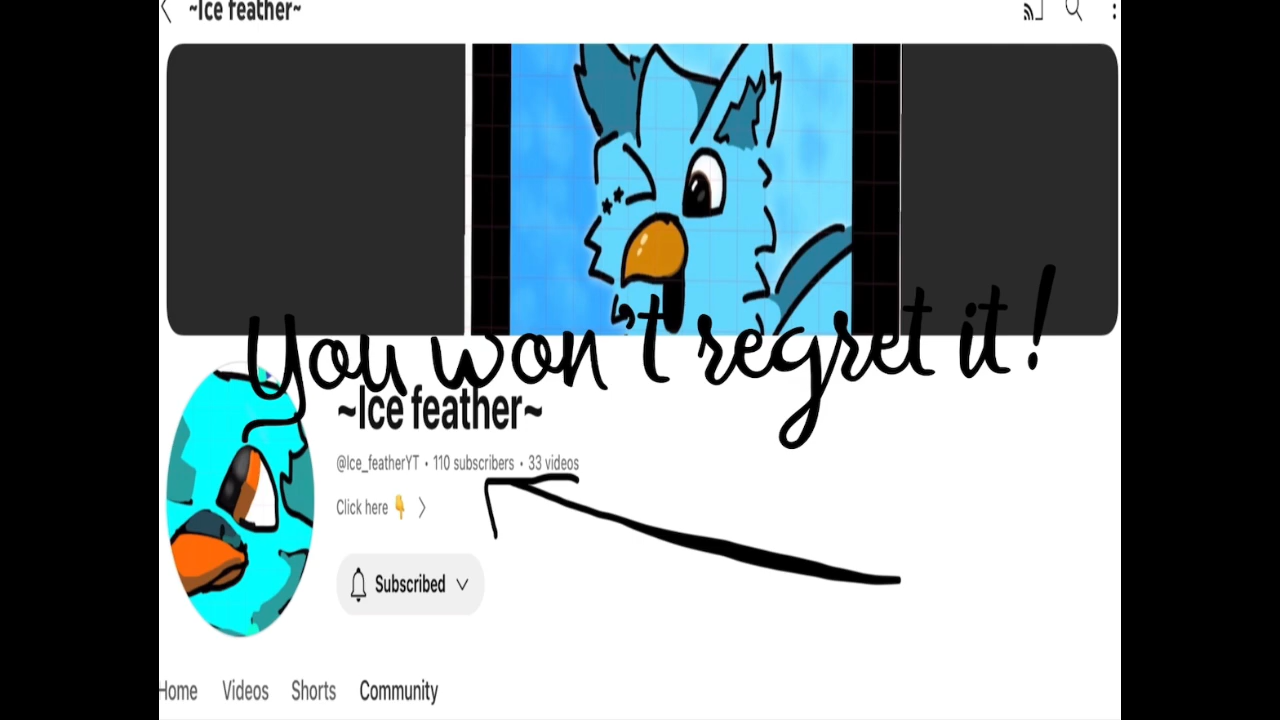 ~Ice feather~
You won't regret it!
~Ice feather~
@Ice_featherYT • 110 subscribers • 33 videos
Click here 👇 >
Subscribed
Home Videos Shorts Community